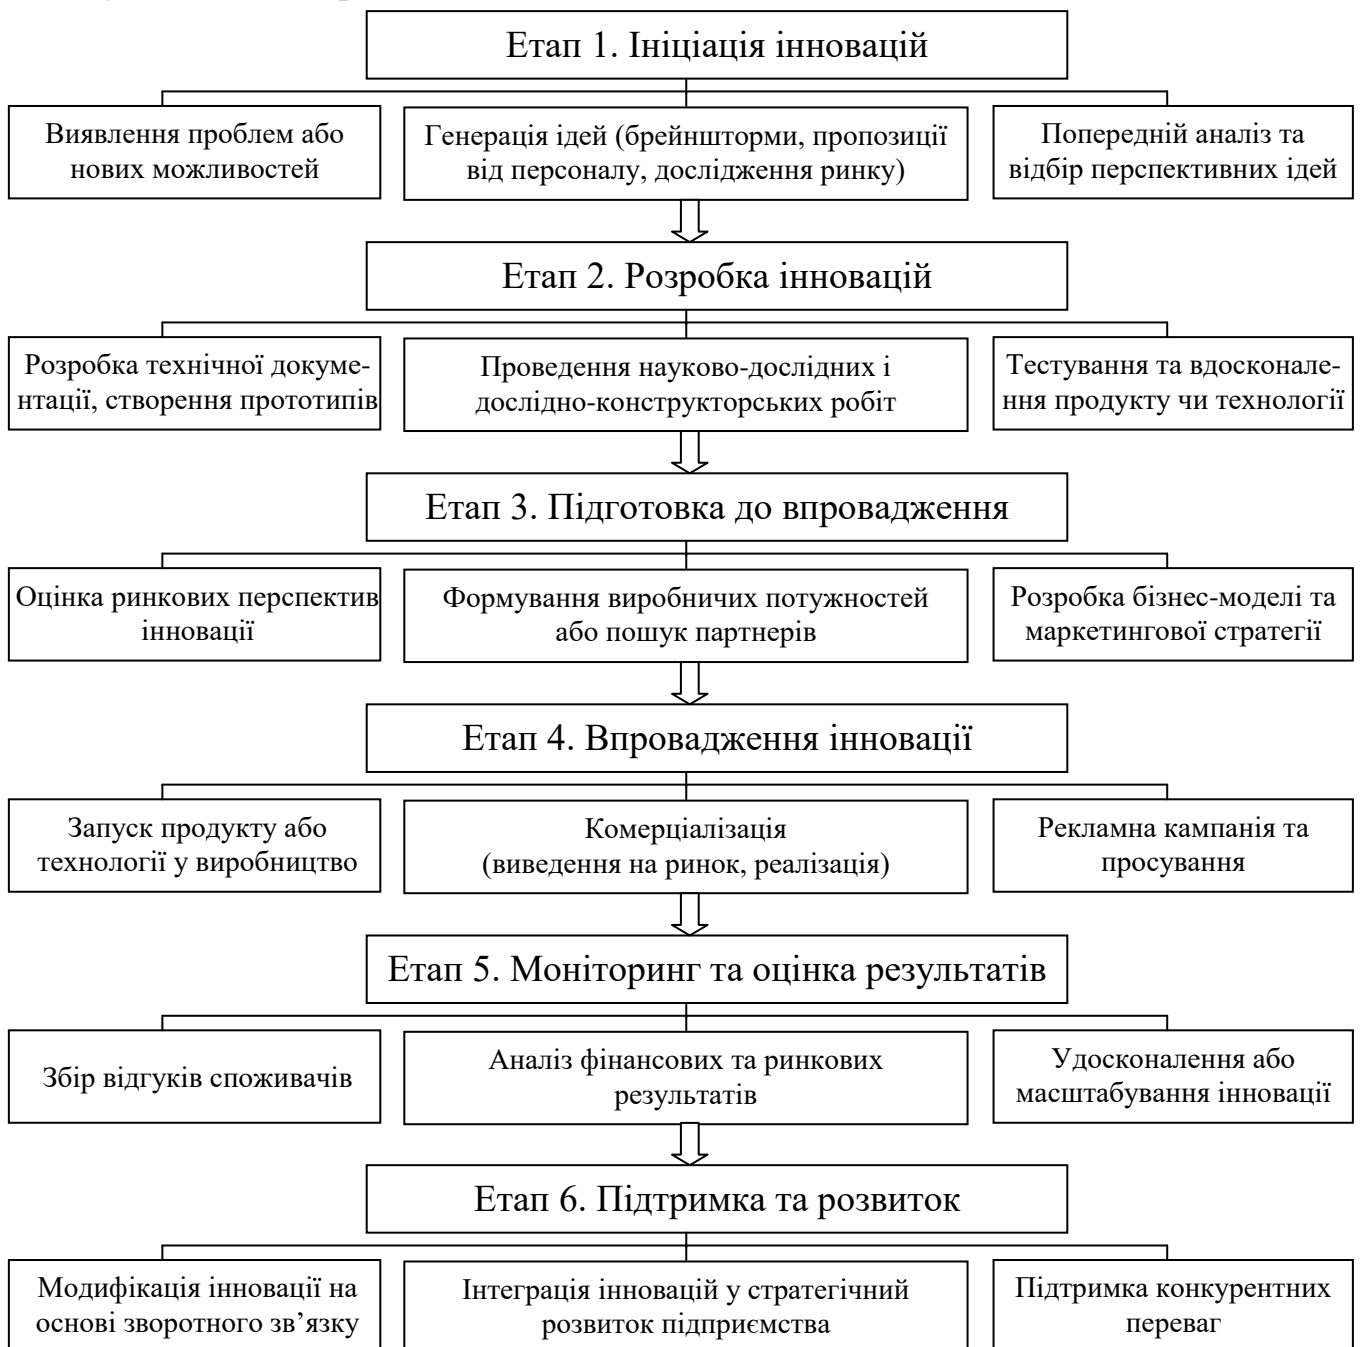 Етап 1. Ініціація інновацій
Виявлення проблем або
нових можливостей
Генерація ідей (брейншторми, пропозиції
від персоналу, дослідження ринку)
Попередній аналіз та
відбір перспективних ідей
Етап 2. Розробка інновацій
Розробка технічної докуме-
нтації, створення прототипів
Проведення науково-дослідних і
дослідно-конструкторських робіт
Тестування та вдосконале-
ння продукту чи технології
Етап 3. Підготовка до впровадження
Оцінка ринкових перспектив
інновації
Формування виробничих потужностей
або пошук партнерів
Розробка бізнес-моделі та
маркетингової стратегії
Етап 4. Впровадження інновації
Запуск продукту або
технології у виробництво
Комерціалізація
(виведення на ринок, реалізація)
Рекламна кампанія та
просування
Етап 5. Моніторинг та оцінка результатів
Збір відгуків споживачів
Аналіз фінансових та ринкових
результатів
Удосконалення або
масштабування інновації
Етап 6. Підтримка та розвиток
Модифікація інновації на
основі зворотного зв’язку
Інтеграція інновацій у стратегічний
розвиток підприємства
Підтримка конкурентних
переваг